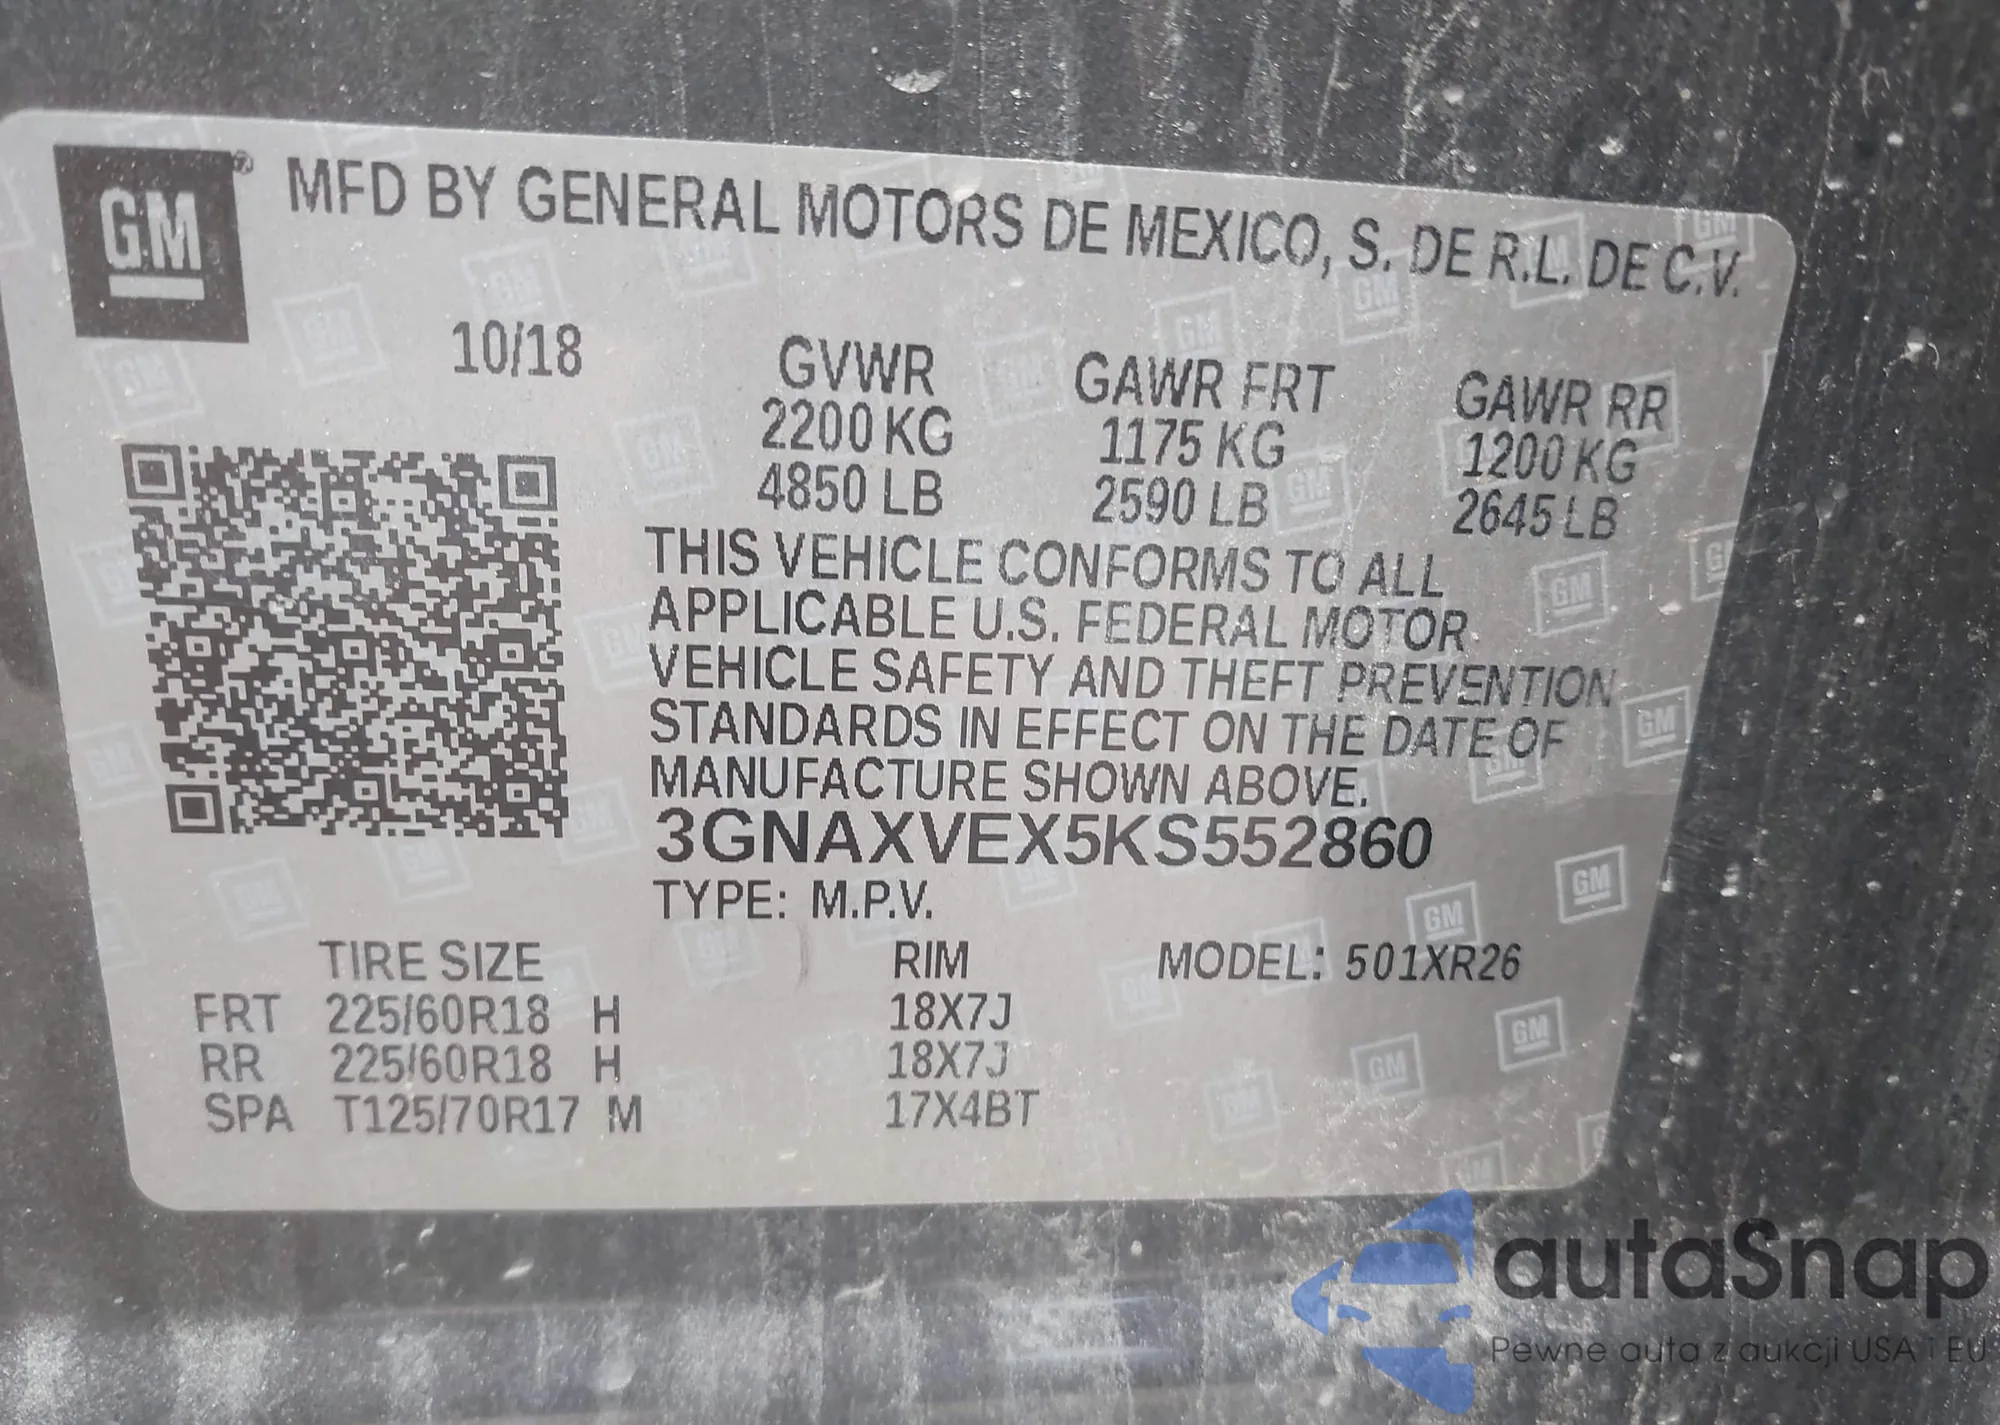 GM® MFD BY GENERAL MOTORS DE MEXICO, S. DE R.L. DE C.V.
10/18 GVWR GAWR FRT GAWR RR
2200 KG 1175 KG 1200 KG
4850 LB 2590 LB 2645 LB
THIS VEHICLE CONFORMS TO ALL
APPLICABLE U.S. FEDERAL MOTOR
VEHICLE SAFETY AND THEFT PREVENTION
STANDARDS IN EFFECT ON THE DATE OF
MANUFACTURE SHOWN ABOVE.
3GNAXVEX5KS552860
TYPE: M.P.V.
TIRE SIZE RIM MODEL: 501XR26
FRT 225/60R18 H 18X7J
RR 225/60R18 H 18X7J
SPA T125/70R17 M 17X4BT
autaSnap
Pewne auta z aukcji USA i EU